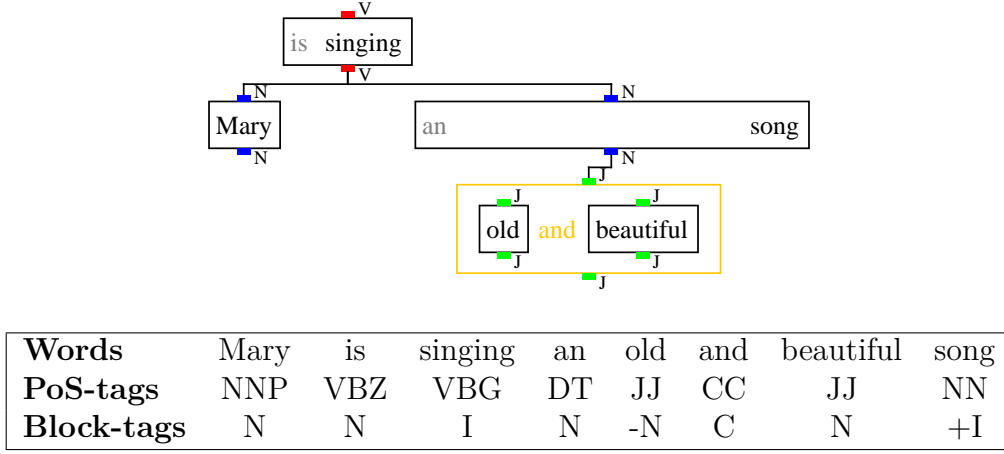 V
is singing
V
N N
Mary an song
N N
J
J J
old and beautiful
J J
J
Words Mary is singing an old and beautiful song
PoS-tags NNP VBZ VBG DT JJ CC JJ NN
Block-tags N N I N -N C N +I